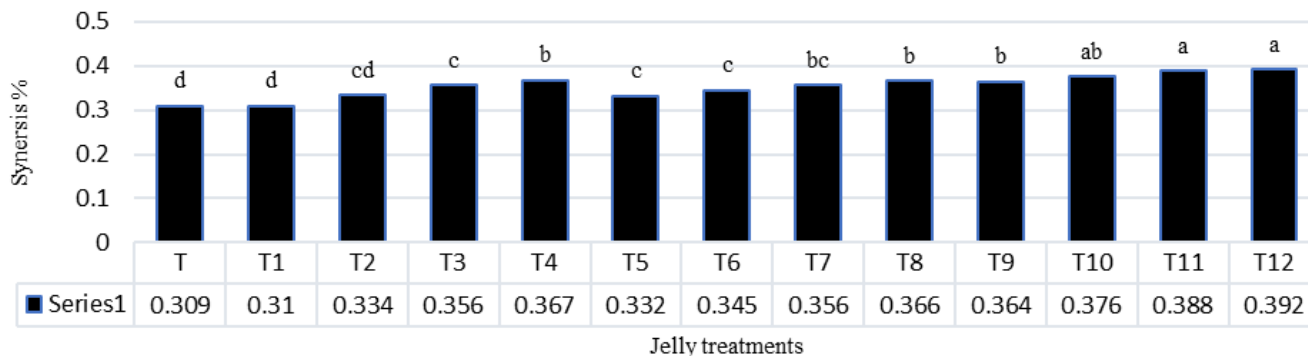 0.5
0.4
0.3
0.2
0.1
0
Synersis%
d d cd c b c c bc b b ab a a
T T1 T2 T3 T4 T5 T6 T7 T8 T9 T10 T11 T12
Series1 0.309 0.31 0.334 0.356 0.367 0.332 0.345 0.356 0.366 0.364 0.376 0.388 0.392
Jelly treatments